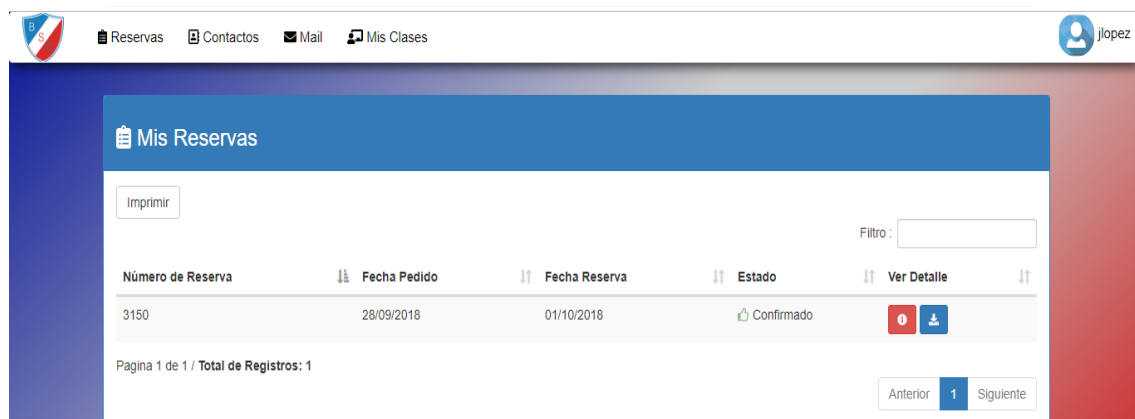 B
S
Reservas Contactos Mail Mis Clases jlopez
Mis Reservas
Imprimir
Filtro :
Número de Reserva Fecha Pedido Fecha Reserva Estado Ver Detalle
3150 28/09/2018 01/10/2018 Confirmado
Pagina 1 de 1 / Total de Registros: 1
Anterior 1 Siguiente